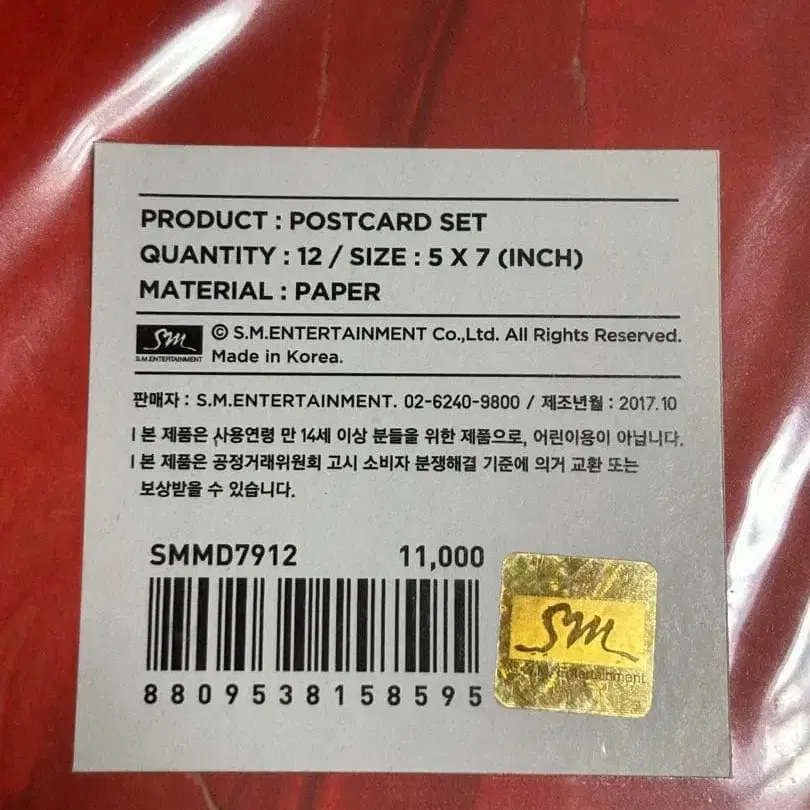 PRODUCT : POSTCARD SET
QUANTITY : 12 / SIZE : 5 X 7 (INCH)
MATERIAL : PAPER
SM
S.M.ENTERTAINMENT
© S.M.ENTERTAINMENT Co.,Ltd. All Rights Reserved.
Made in Korea.
판매자 : S.M.ENTERTAINMENT. 02-6240-9800 / 제조년월 : 2017.10
l 본 제품은 사용연령 만 14세 이상 분들을 위한 제품으로, 어린이용이 아닙니다.
l 본 제품은 공정거래위원회 고시 소비자 분쟁해결 기준에 의거 교환 또는
보상받을 수 있습니다.
SMMD7912 11,000
8809538158595
SM
S.M.Entertainment